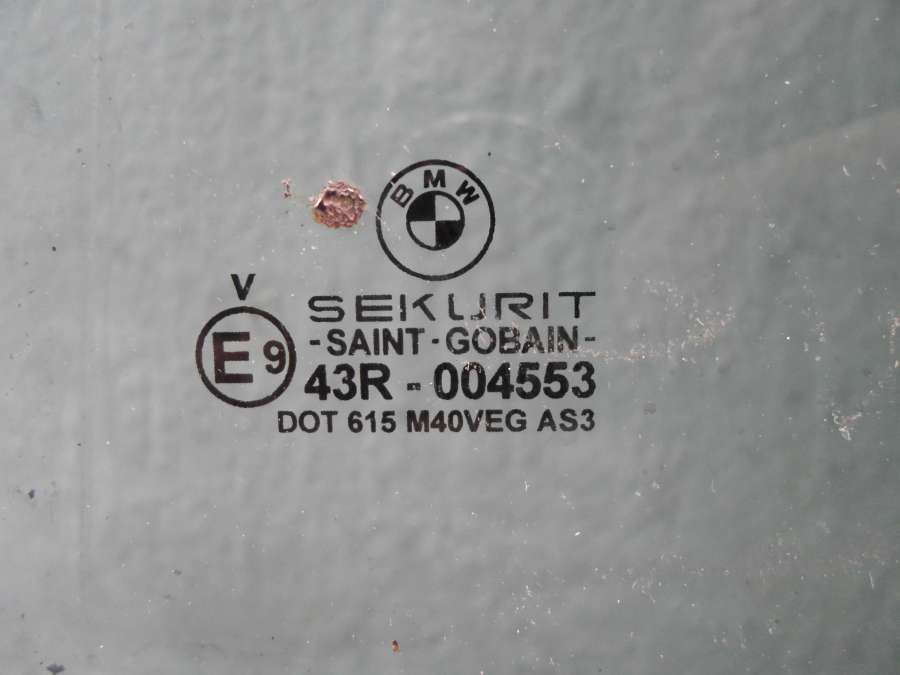 BMW
V
SEKURIT
-SAINT-GOBAIN-
E9
43R-004553
DOT 615 M40VEG AS3